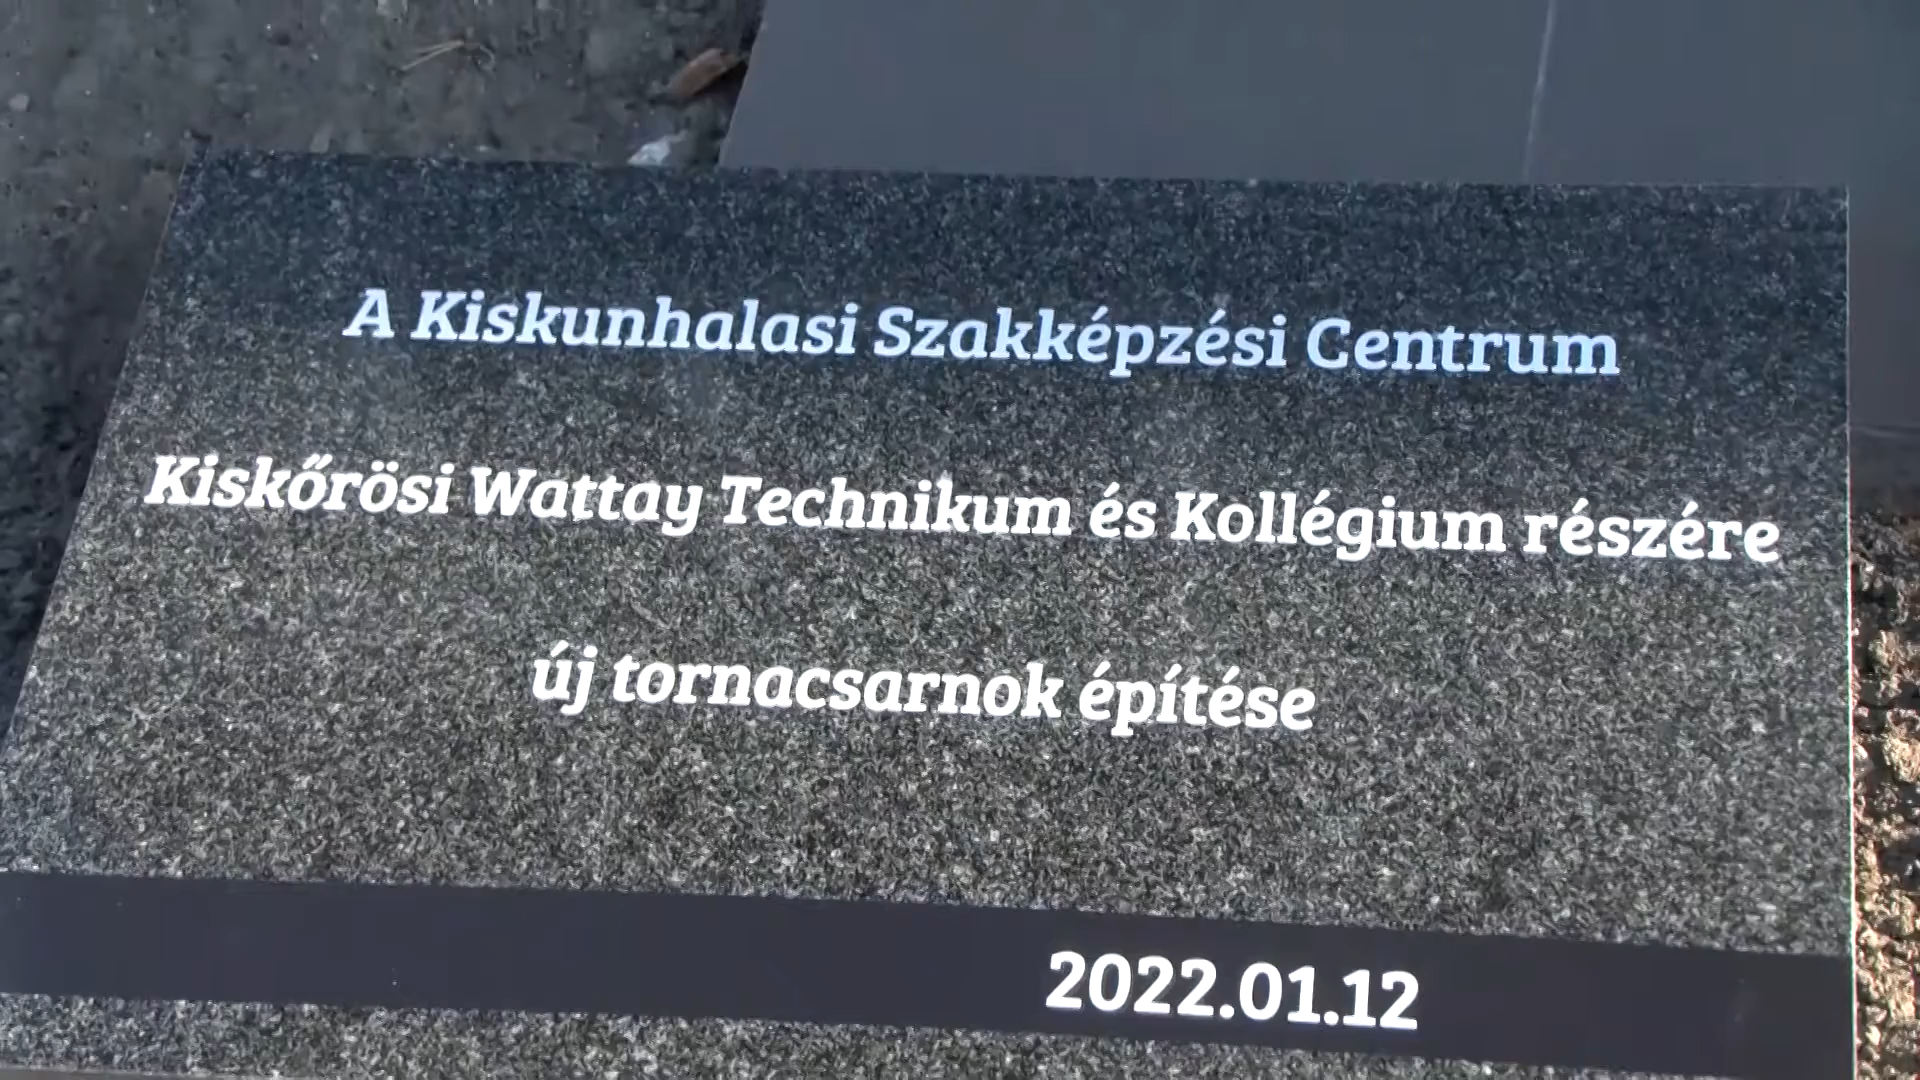 A Kiskunhalasi Szakképzési Centrum
Kiskőrösi Wattay Technikum és Kollégium részére
új tornacsarnok építése
2022.01.12